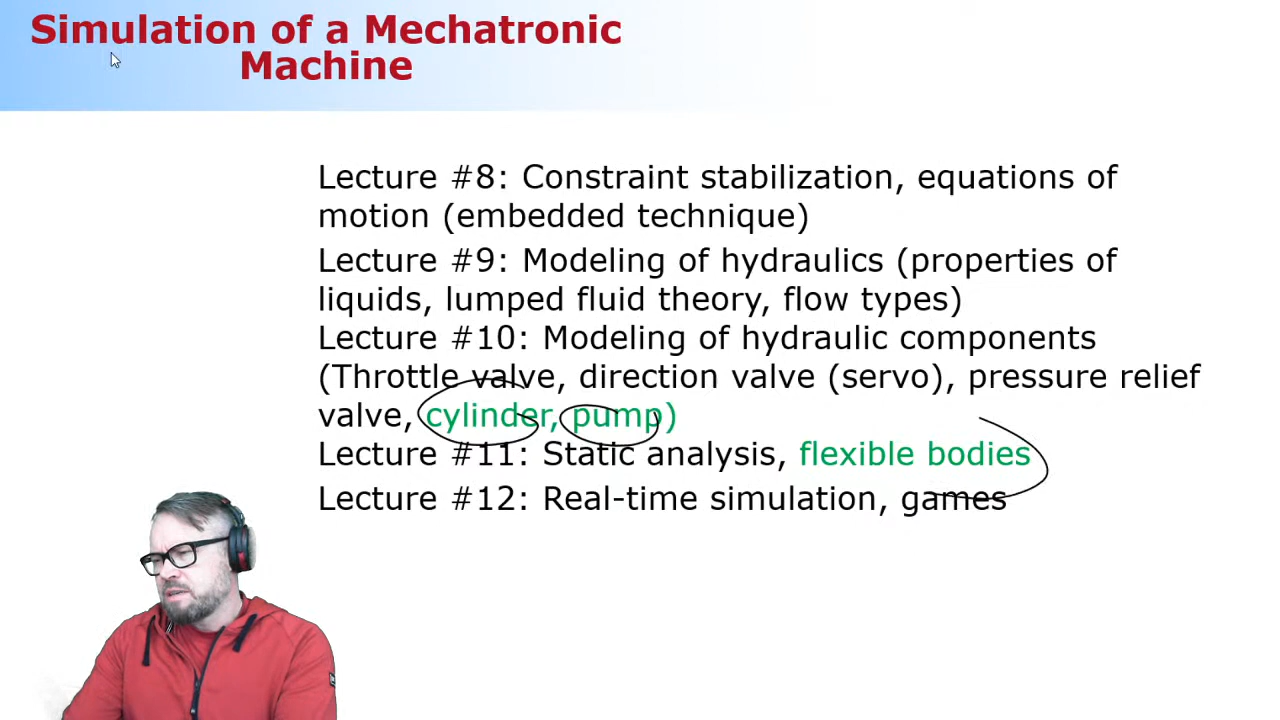 Simulation of a Mechatronic
Machine
Lecture #8: Constraint stabilization, equations of
motion (embedded technique)
Lecture #9: Modeling of hydraulics (properties of
liquids, lumped fluid theory, flow types)
Lecture #10: Modeling of hydraulic components
(Throttle valve, direction valve (servo), pressure relief
valve, cylinder, pump)
Lecture #11: Static analysis, flexible bodies
Lecture #12: Real-time simulation, games